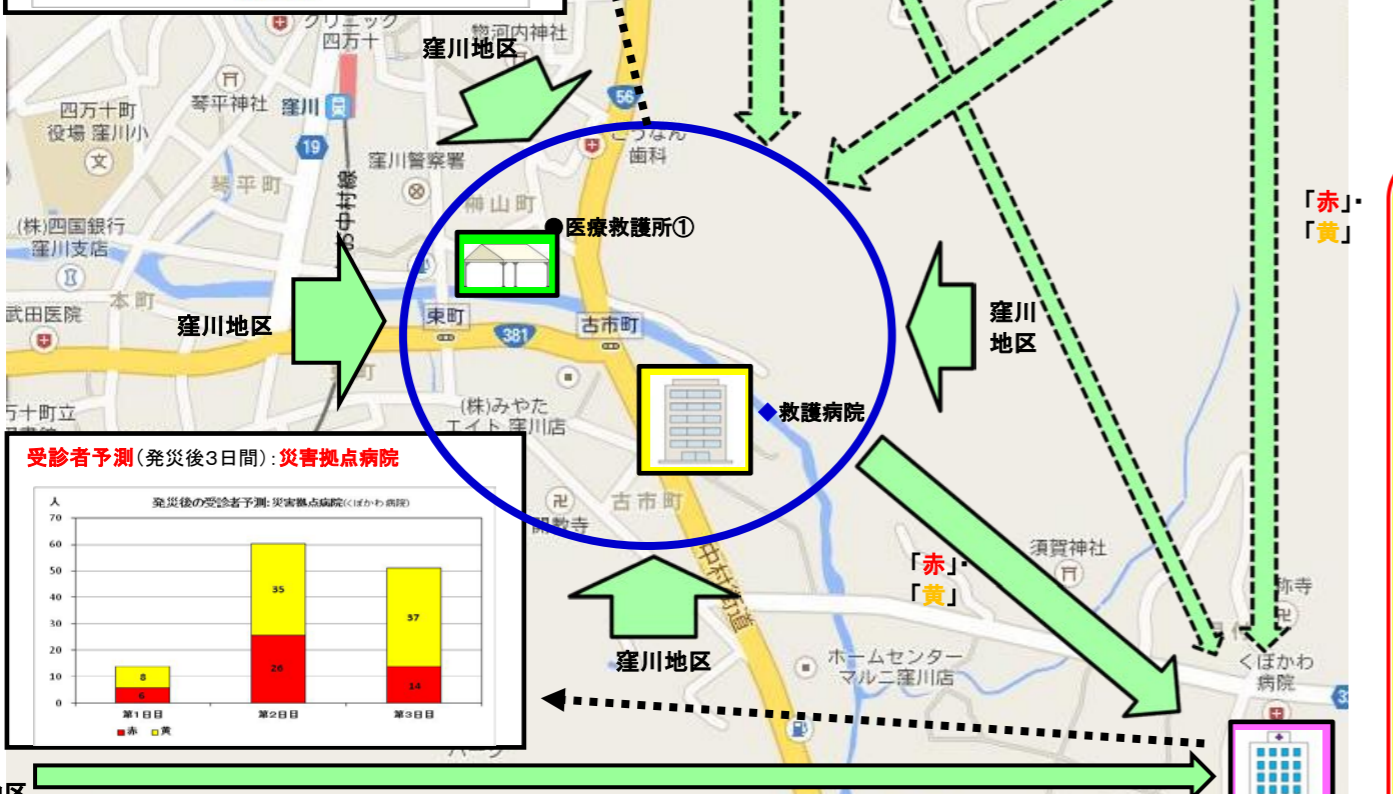 クリニック
四万十
惣河内神社
窪川地区
56
四万十町
役場 窪川小
文
琴平神社
窪川
19
窪川警察署
歯科
琴平町
榊山町
●医療救護所①
(株)四国銀行
窪川支店
本町
武田医院
窪川地区
東町
381
古市町
窪川
地区
「赤」・
「黄」
(株)みやた
エイト 窪川店
◆救護病院
古市町
開教寺
中村街道
須賀神社
「赤」・
「黄」
窪川地区
ホームセンター
マルニ窪川店
くぼかわ
病院
受診者予測(発災後3日間):災害拠点病院
人
発災後の受診者予測:災害拠点病院(くぼかわ病院)
70
60
50
40
30
20
10
0
8
6
35
26
37
14
第1日目
第2日目
第3日目
赤 黄